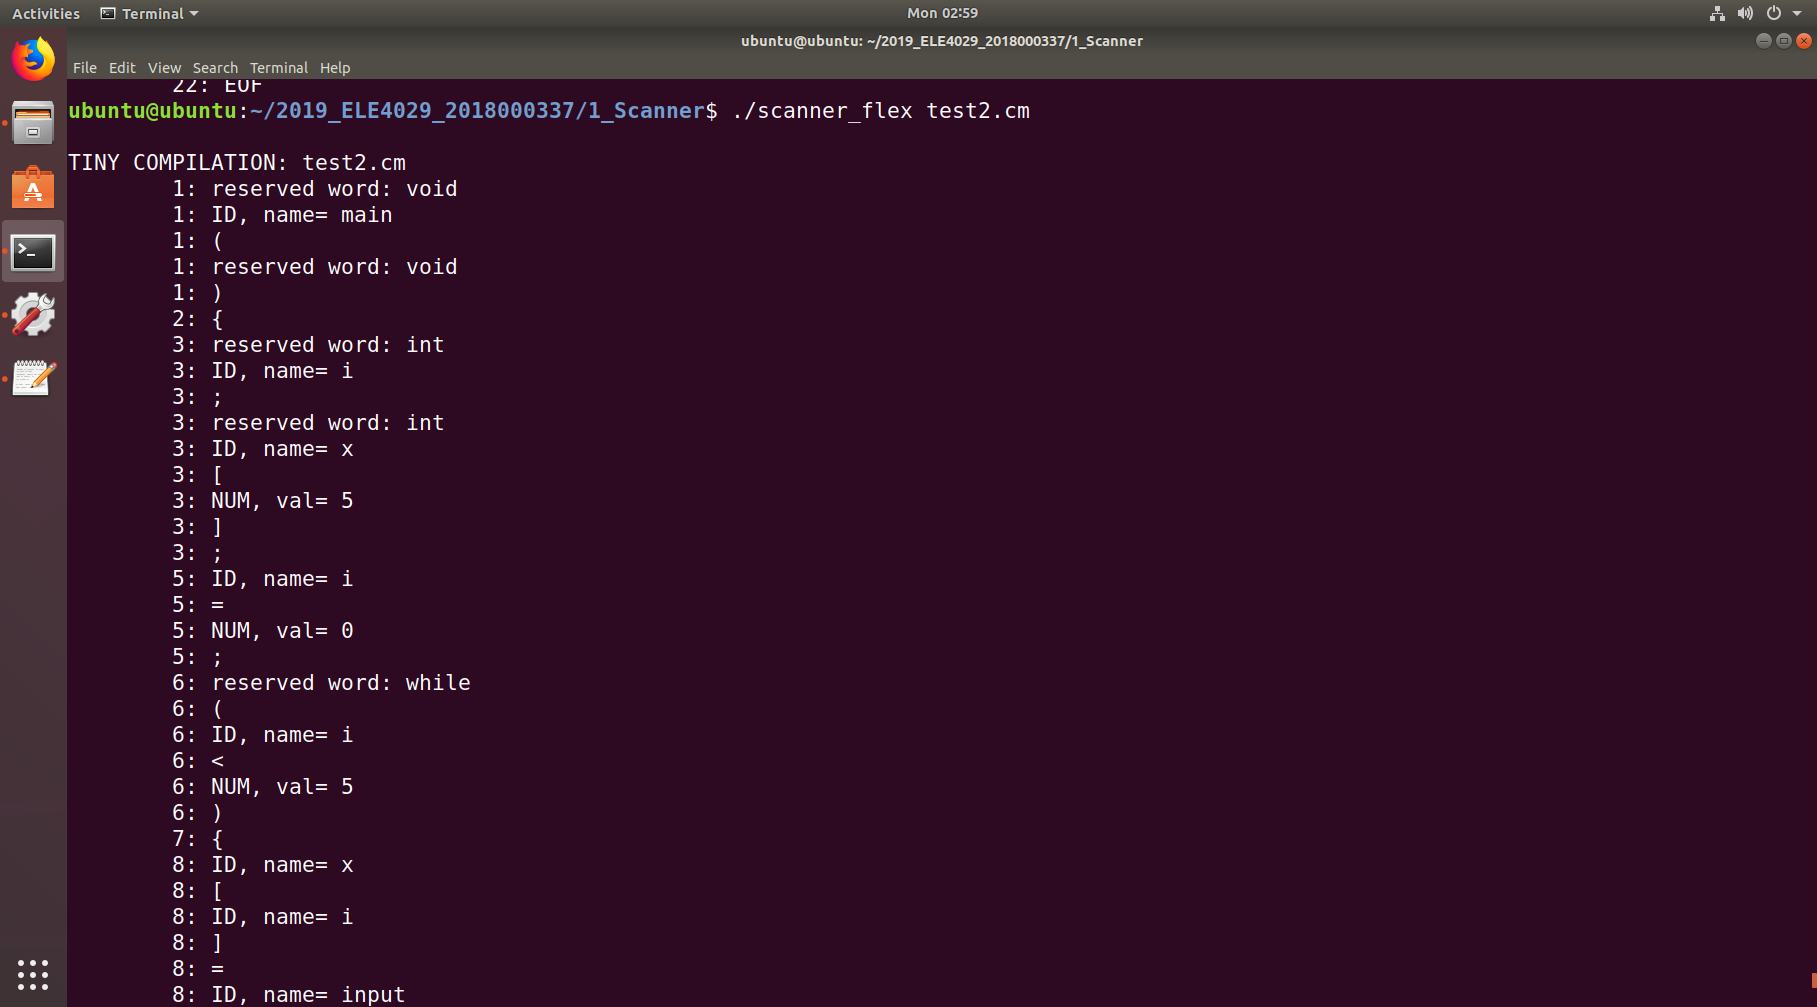 Activities Terminal Mon 02:59
ubuntu@ubuntu: ~/2019_ELE4029_2018000337/1_Scanner
File Edit View Search Terminal Help
22: EOF
ubuntu@ubuntu:~/2019_ELE4029_2018000337/1_Scanner$ ./scanner_flex test2.cm
TINY COMPILATION: test2.cm
1: reserved word: void
1: ID, name= main
1: (
1: reserved word: void
1: )
2: {
3: reserved word: int
3: ID, name= i
3: ;
3: reserved word: int
3: ID, name= x
3: [
3: NUM, val= 5
3: ]
3: ;
5: ID, name= i
5: =
5: NUM, val= 0
5: ;
6: reserved word: while
6: (
6: ID, name= i
6: <
6: NUM, val= 5
6: )
7: {
8: ID, name= x
8: [
8: ID, name= i
8: ]
8: =
8: ID, name= input